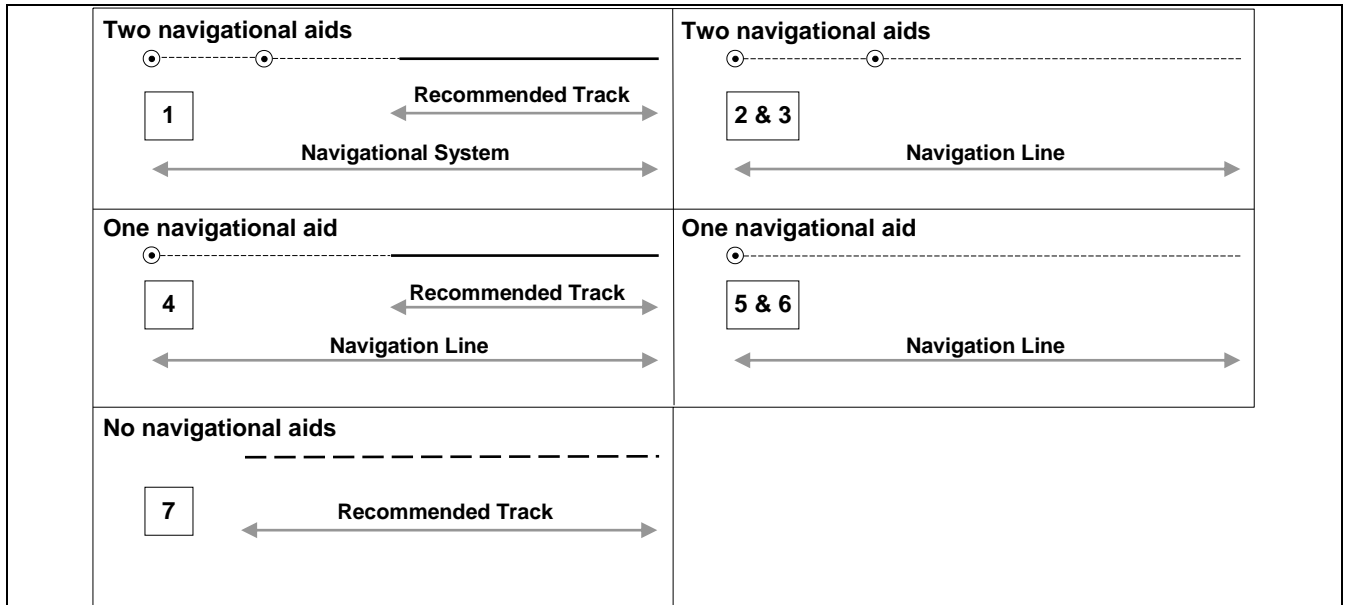 Two navigational aids
Recommended Track
1
Navigational System
Two navigational aids
2 & 3
Navigation Line
One navigational aid
Recommended Track
4
Navigation Line
One navigational aid
5 & 6
Navigation Line
No navigational aids
7
Recommended Track